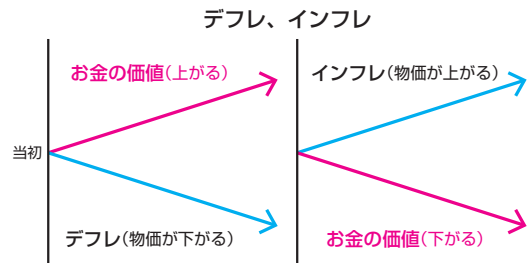 デフレ、インフレ
お金の価値(上がる)
インフレ(物価が上がる)
当初
デフレ(物価が下がる)
お金の価値(下がる)